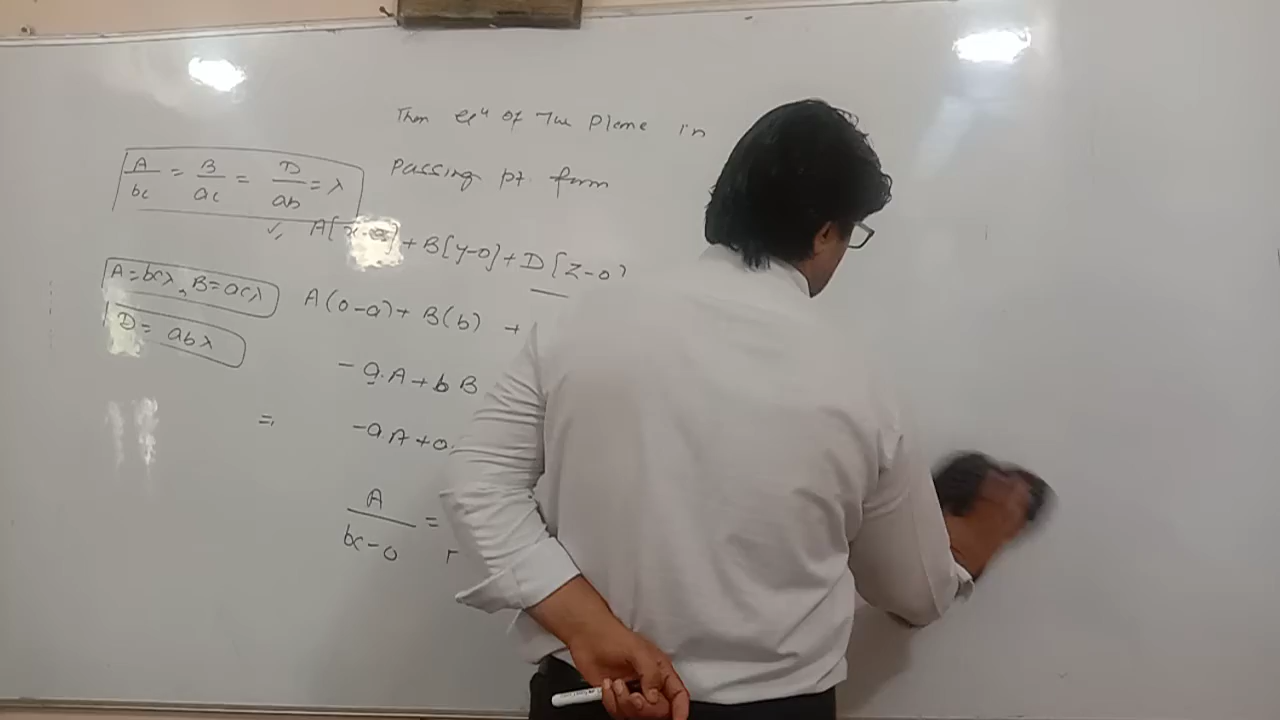 Then eqn of the plane in
passing pt. form
A/bc = B/ac = D/ab = λ
A[x-a] + B[y-0] + D[z-0)
A=bcλ, B=acλ
D= abλ
A(0-a)+ B(b) +
-a.A+bB
= -a.A+0.
A/bc-0 =